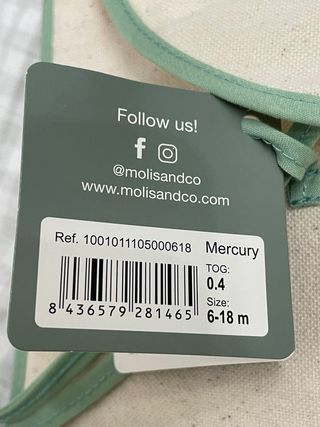 Follow us!
@molisandco
www.molisandco.com
Ref. 1001011105000618 Mercury
TOG:
0.4
Size:
6-18 m
8 436579 281465